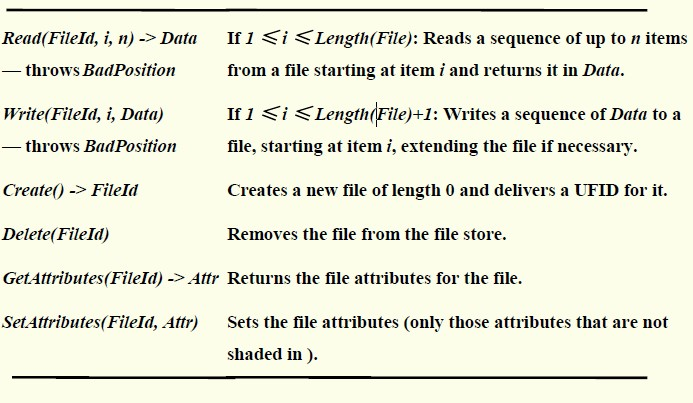 Read(FileId, i, n) -> Data If 1 ≤ i ≤ Length(File): Reads a sequence of up to n items
— throws BadPosition from a file starting at item i and returns it in Data.
Write(FileId, i, Data) If 1 ≤ i ≤ Length(File)+1: Writes a sequence of Data to a
— throws BadPosition file, starting at item i, extending the file if necessary.
Create() -> FileId Creates a new file of length 0 and delivers a UFID for it.
Delete(FileId) Removes the file from the file store.
GetAttributes(FileId) -> Attr Returns the file attributes for the file.
SetAttributes(FileId, Attr) Sets the file attributes (only those attributes that are not
shaded in ).